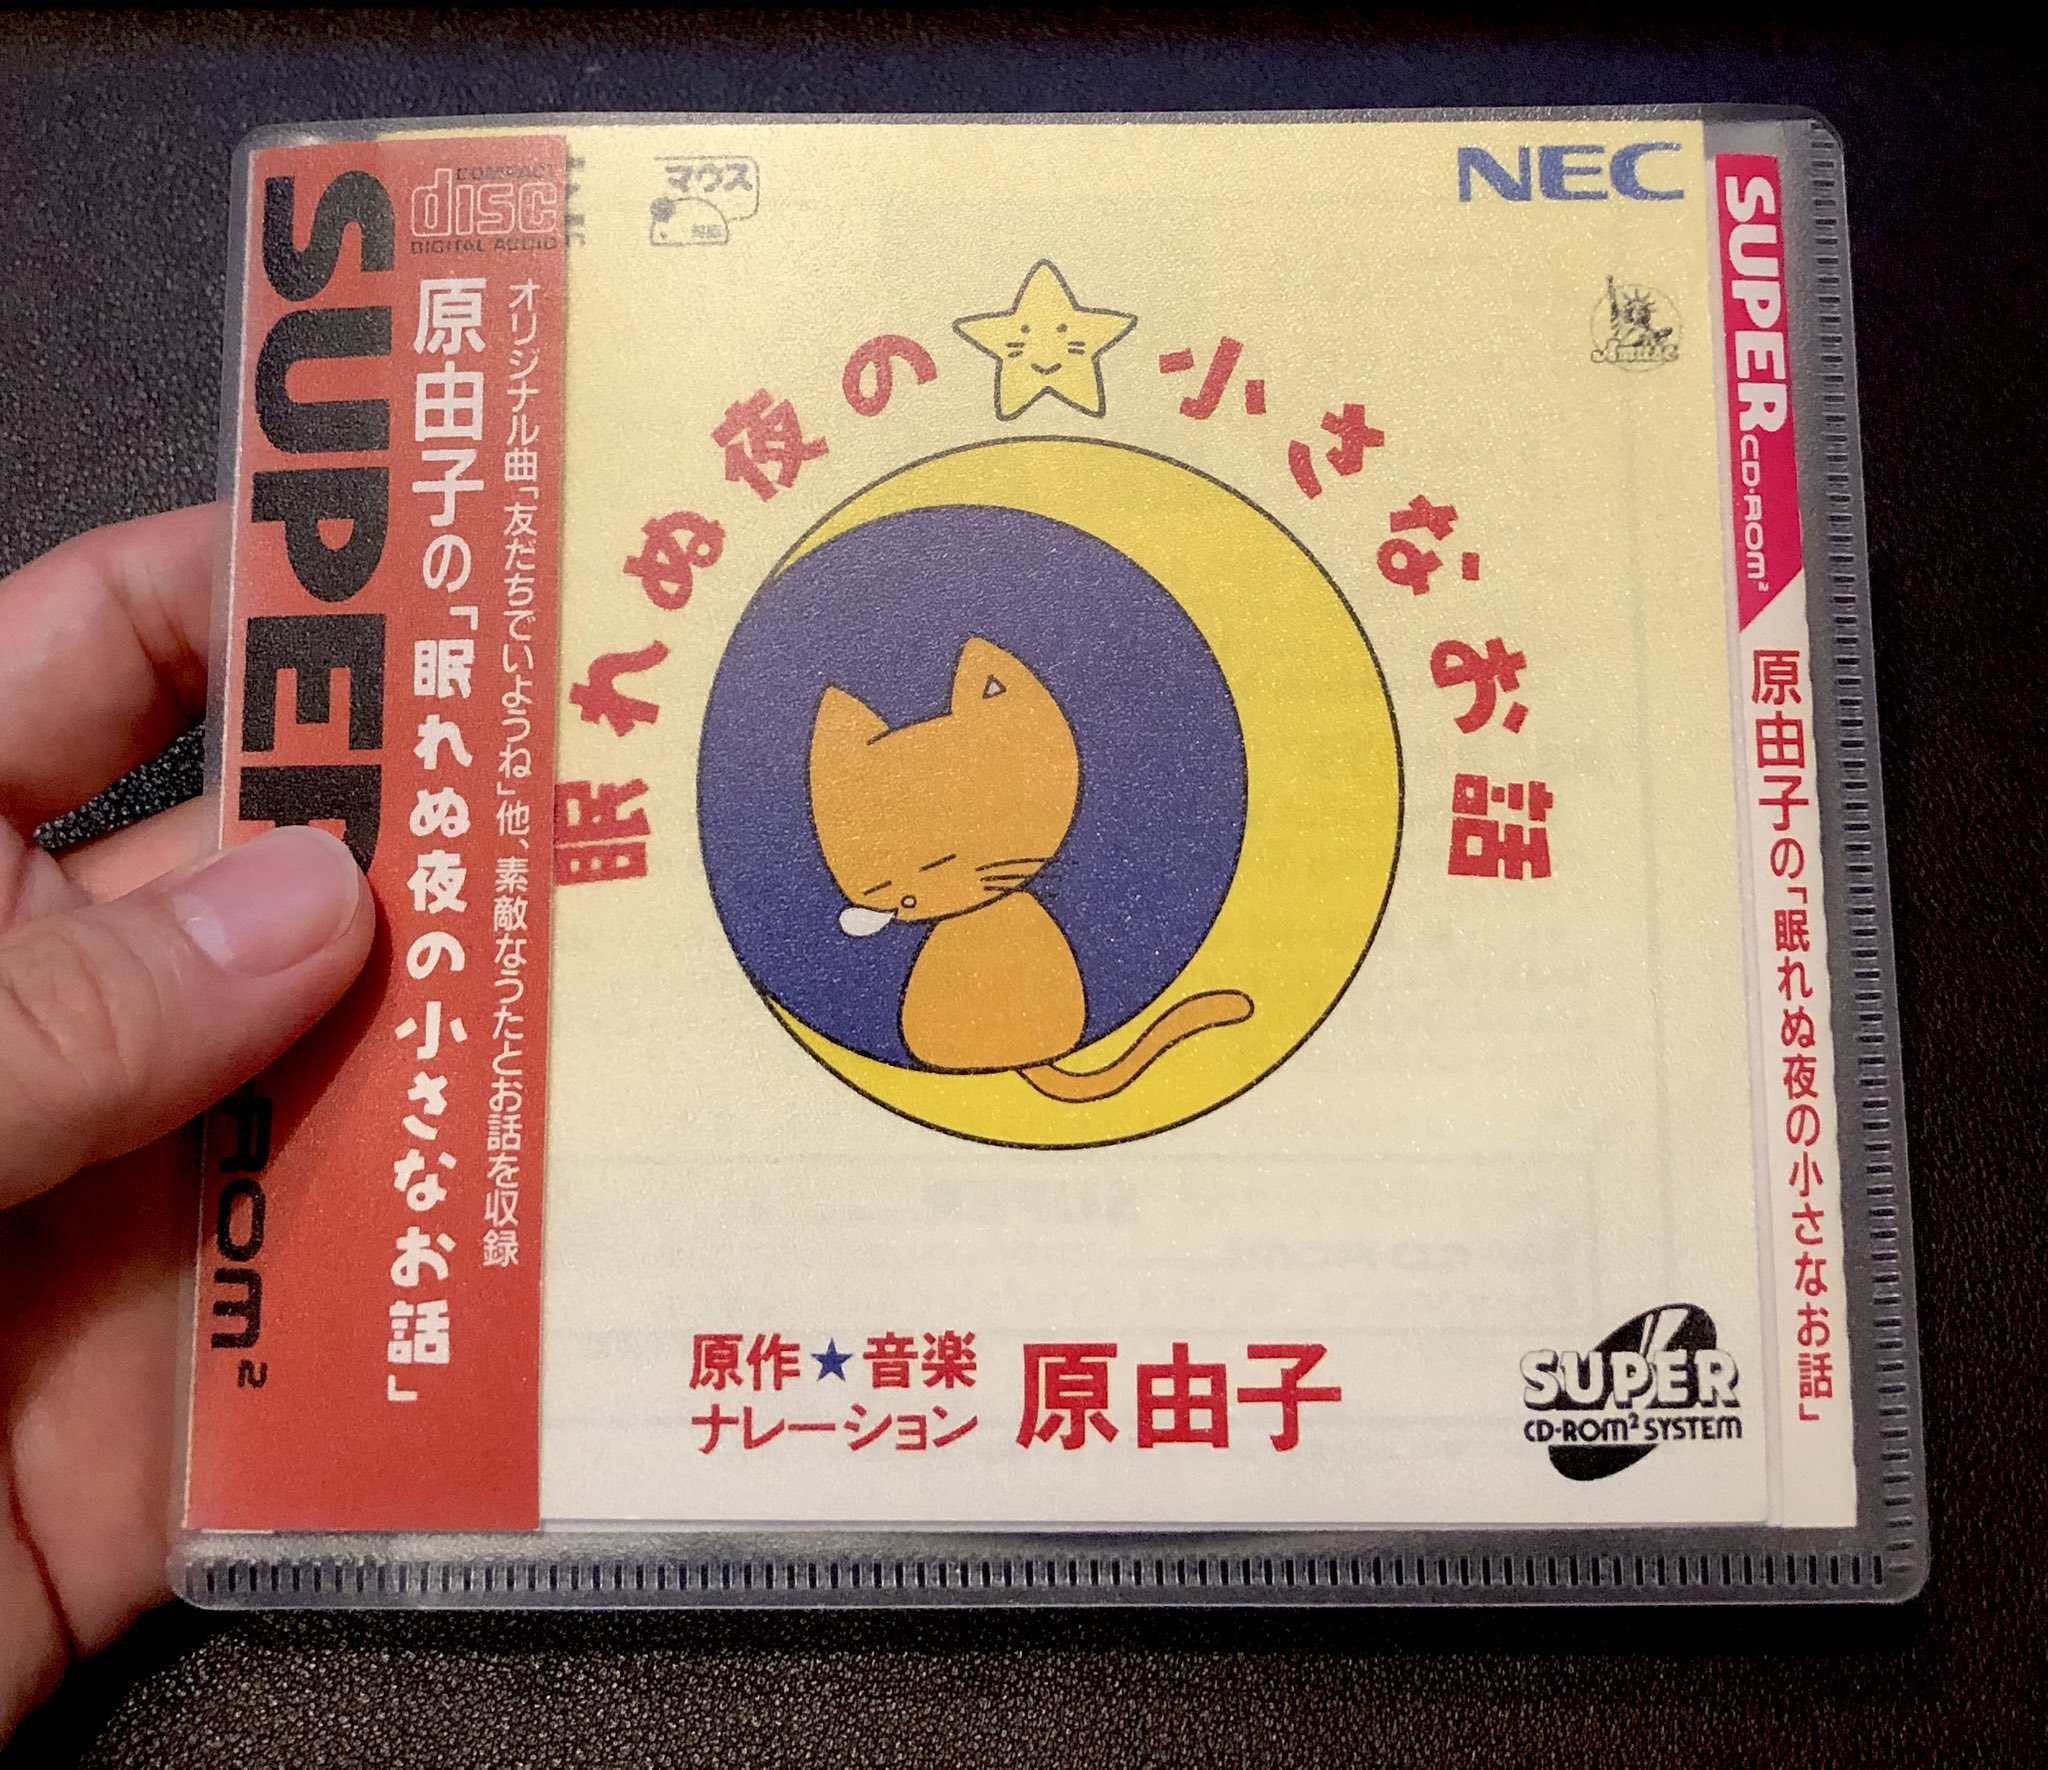 SUPER
ROM²
COMPACT
disc
DIGITAL AUDIO
原由子の「眠れぬ夜の小さなお話」
オリジナル曲「友だちでいようね」他、素敵なうたとお話を収録
マウス
NEC
眠れぬ夜の小さなお話
原作★音楽
ナレーション
原由子
SUPER
CD-ROM² SYSTEM
SUPER CD-ROM²
原由子の「眠れぬ夜の小さなお話」